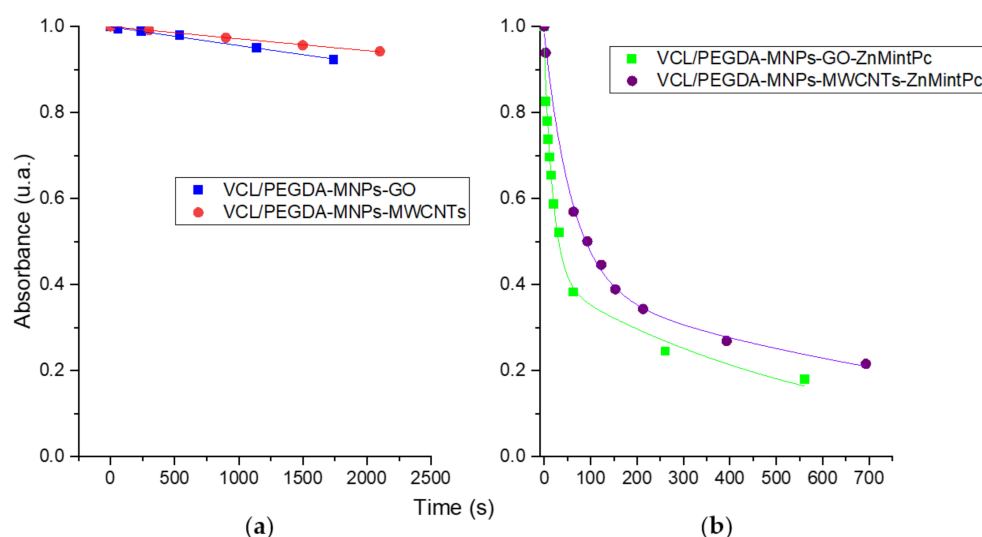 1.0
0.8
0.6
0.4
0.2
0.0
Absorbance (u.a.)
VCL/PEGDA-MNPs-GO
VCL/PEGDA-MNPs-MWCNTs
0 500 1000 1500 2000 2500
1.0
0.8
0.6
0.4
0.2
0.0
VCL/PEGDA-MNPs-GO-ZnMintPc
VCL/PEGDA-MNPs-MWCNTs-ZnMintPc
0 100 200 300 400 500 600 700
Time (s)
(a)
(b)